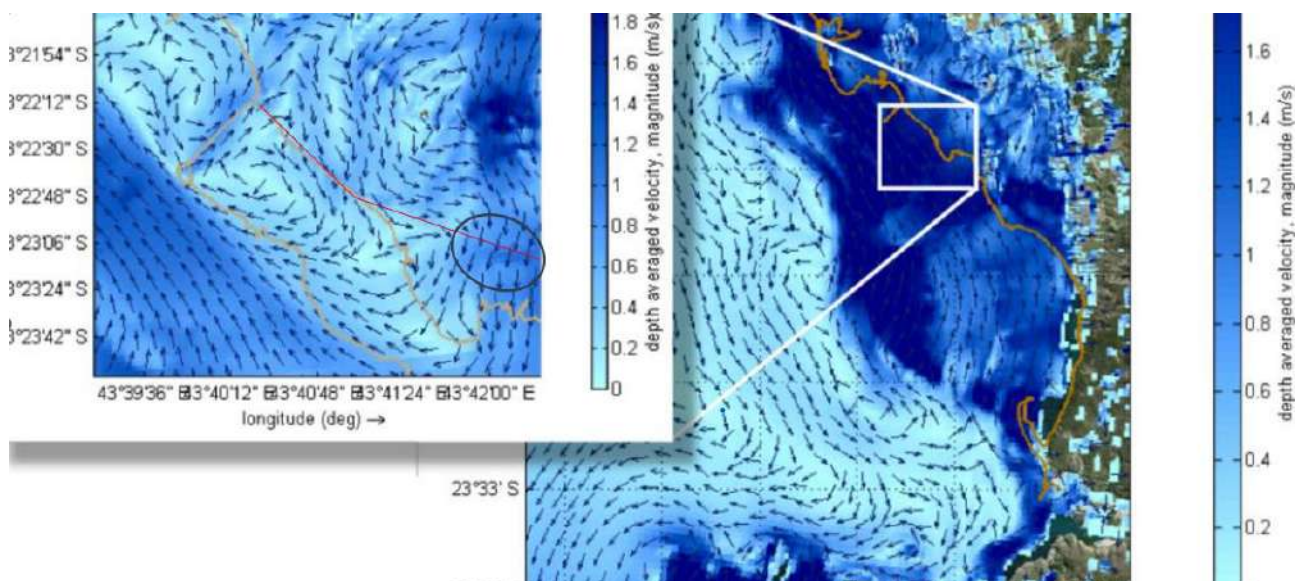 3°21'54" S
3°22'12" S
3°22'30" S
3°22'48" S
3°23'06" S
3°23'24" S
3°23'42" S
43°39'36" E
43°40'12" E
43°40'48" E
43°41'24" E
43°42'00" E
longitude (deg) →
1.8
1.6
1.4
1.2
1
0.8
0.6
0.4
0.2
0
depth averaged velocity, magnitude (m/s)
23°33' S
1.6
1.4
1.2
1
0.8
0.6
0.4
0.2
depth averaged velocity, magnitude (m/s)